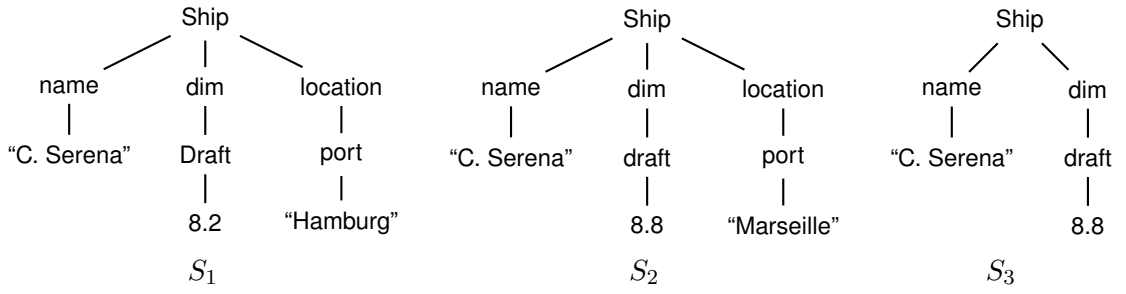 Ship Ship Ship
name dim location name dim location name dim
“C. Serena” Draft port “C. Serena” draft port “C. Serena” draft
8.2 “Hamburg” 8.8 “Marseille” 8.8
S1 S2 S3